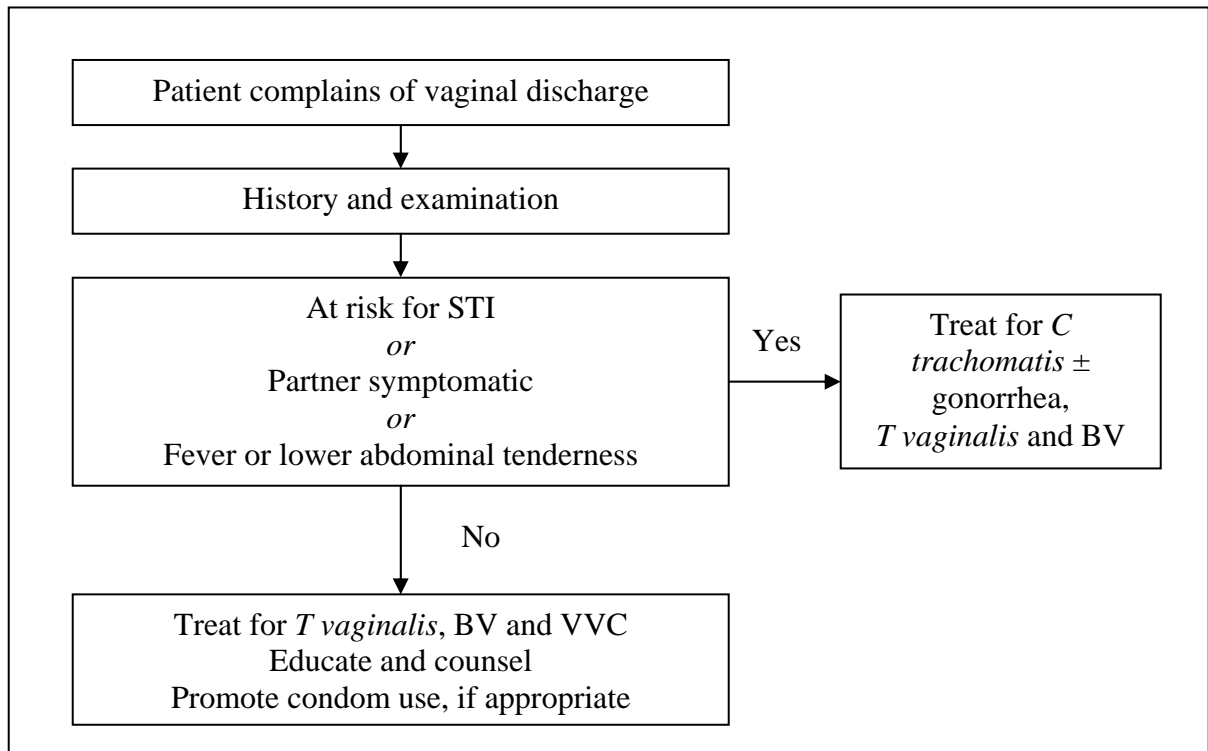 Patient complains of vaginal discharge
History and examination
At risk for STI
or
Partner symptomatic
or
Fever or lower abdominal tenderness
Yes
Treat for C
trachomatis ±
gonorrhea,
T vaginalis and BV
No
Treat for T vaginalis, BV and VVC
Educate and counsel
Promote condom use, if appropriate